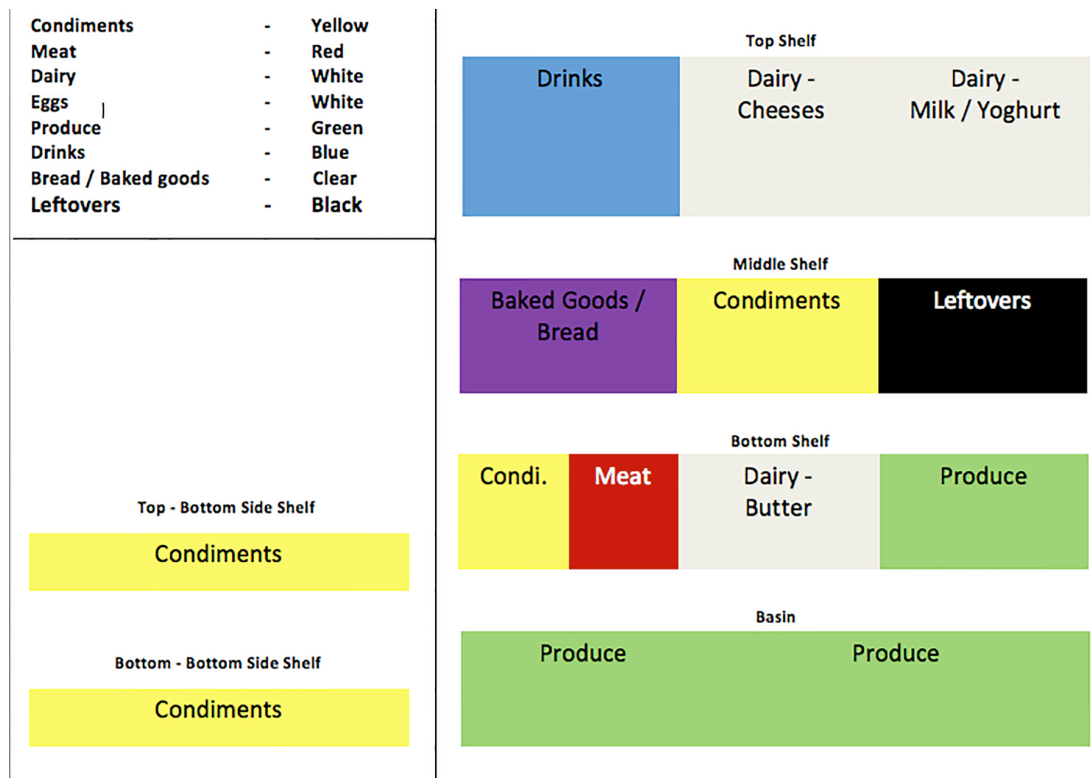 Condiments - Yellow
Meat - Red
Dairy - White
Eggs - White
Produce - Green
Drinks - Blue
Bread / Baked goods - Clear
Leftovers - Black
Top - Bottom Side Shelf
Condiments
Bottom - Bottom Side Shelf
Condiments
Top Shelf
Drinks
Dairy -
Cheeses
Dairy -
Milk / Yoghurt
Middle Shelf
Baked Goods /
Bread
Condiments
Leftovers
Bottom Shelf
Condi.
Meat
Dairy -
Butter
Produce
Basin
Produce
Produce